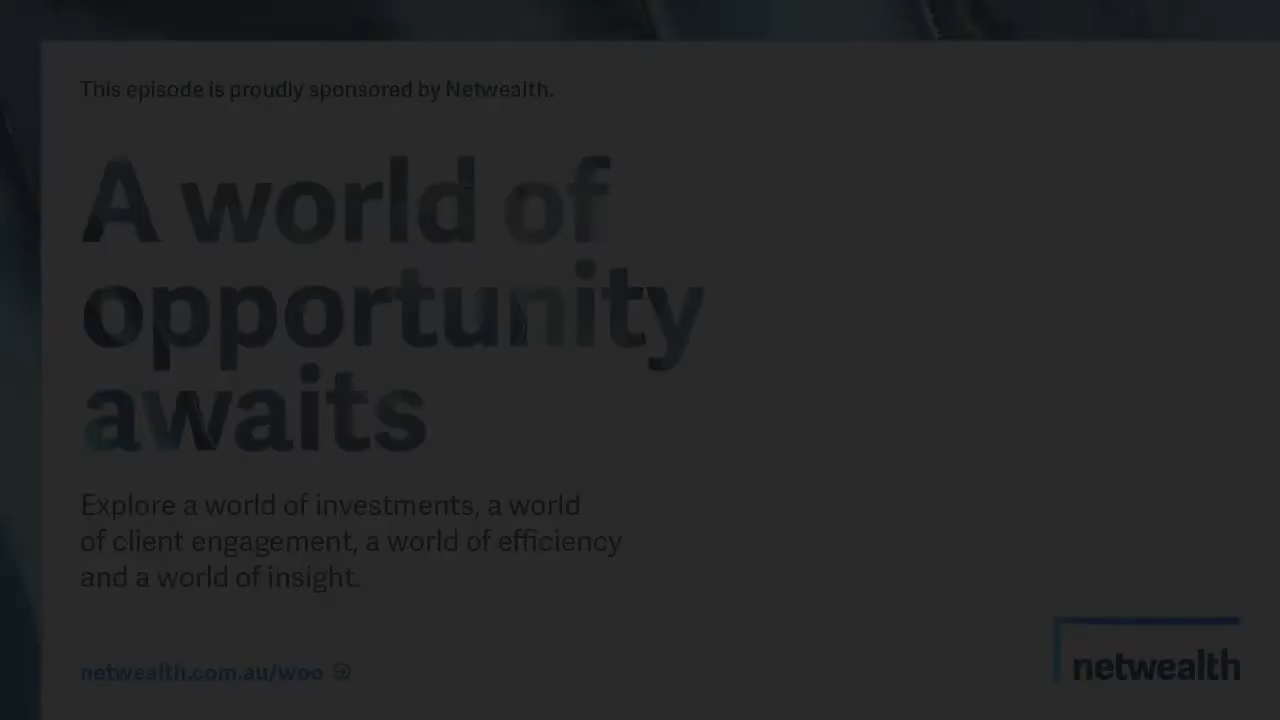 This episode is proudly sponsored by Netwealth.
A world of
opportunity
awaits
Explore a world of investments, a world
of client engagement, a world of efficiency
and a world of insight.
netwealth.com.au/woo
netwealth